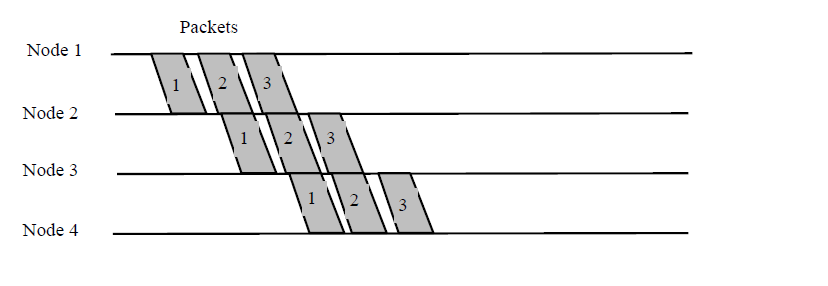 Packets
Node 1
1 2 3
Node 2
1 2 3
Node 3
1 2 3
Node 4